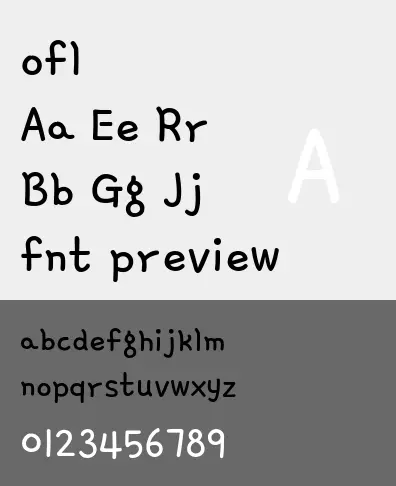 ofl
Aa Ee Rr
A
Bb Gg Jj
fnt preview
abcdefghijklm
nopqrstuvwxyz
0123456789